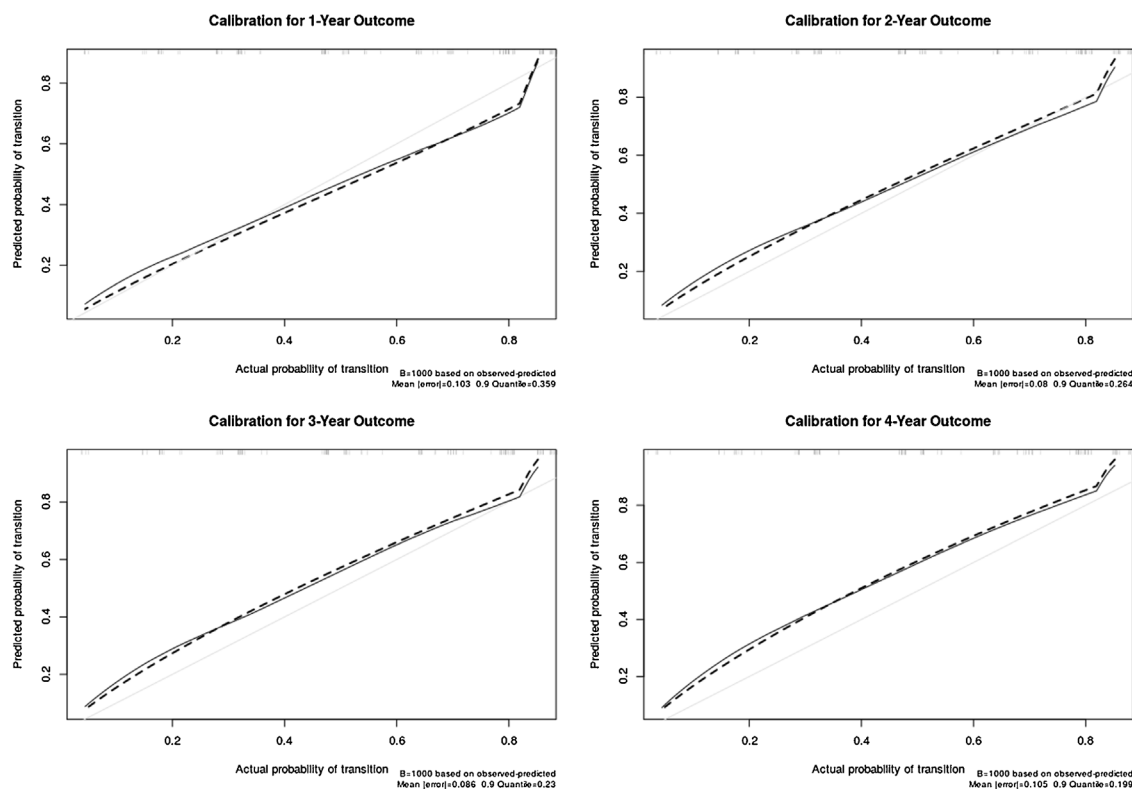 Calibration for 1-Year Outcome
Predicted probability of transition
0.8
0.6
0.4
0.2
0.2 0.4 0.6 0.8
Actual probability of transition
B=1000 based on observed-predicted
Mean |error|=0.103 0.9 Quantile=0.359
Calibration for 2-Year Outcome
Predicted probability of transition
0.8
0.6
0.4
0.2
0.2 0.4 0.6 0.8
Actual probability of transition
B=1000 based on observed-predicted
Mean |error|=0.08 0.9 Quantile=0.264
Calibration for 3-Year Outcome
Predicted probability of transition
0.8
0.6
0.4
0.2
0.2 0.4 0.6 0.8
Actual probability of transition
B=1000 based on observed-predicted
Mean |error|=0.086 0.9 Quantile=0.23
Calibration for 4-Year Outcome
Predicted probability of transition
0.8
0.6
0.4
0.2
0.2 0.4 0.6 0.8
Actual probability of transition
B=1000 based on observed-predicted
Mean |error|=0.105 0.9 Quantile=0.199